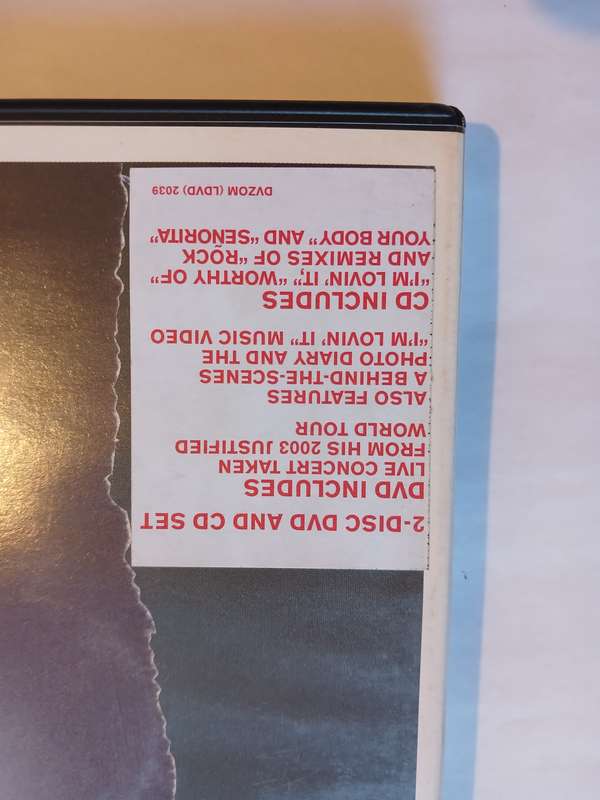 2-DISC DVD AND CD SET
DVD INCLUDES
LIVE CONCERT TAKEN
FROM HIS 2003 JUSTIFIED
WORLD TOUR
ALSO FEATURES
A BEHIND-THE-SCENES
PHOTO DIARY AND THE
“I’M LOVIN’ IT” MUSIC VIDEO
CD INCLUDES
“I’M LOVIN’ IT,” “WORTHY OF”
AND REMIXES OF “RÖCK
YOUR BODY” AND “SEÑORITA”
DVZOM (LDVD) 2039